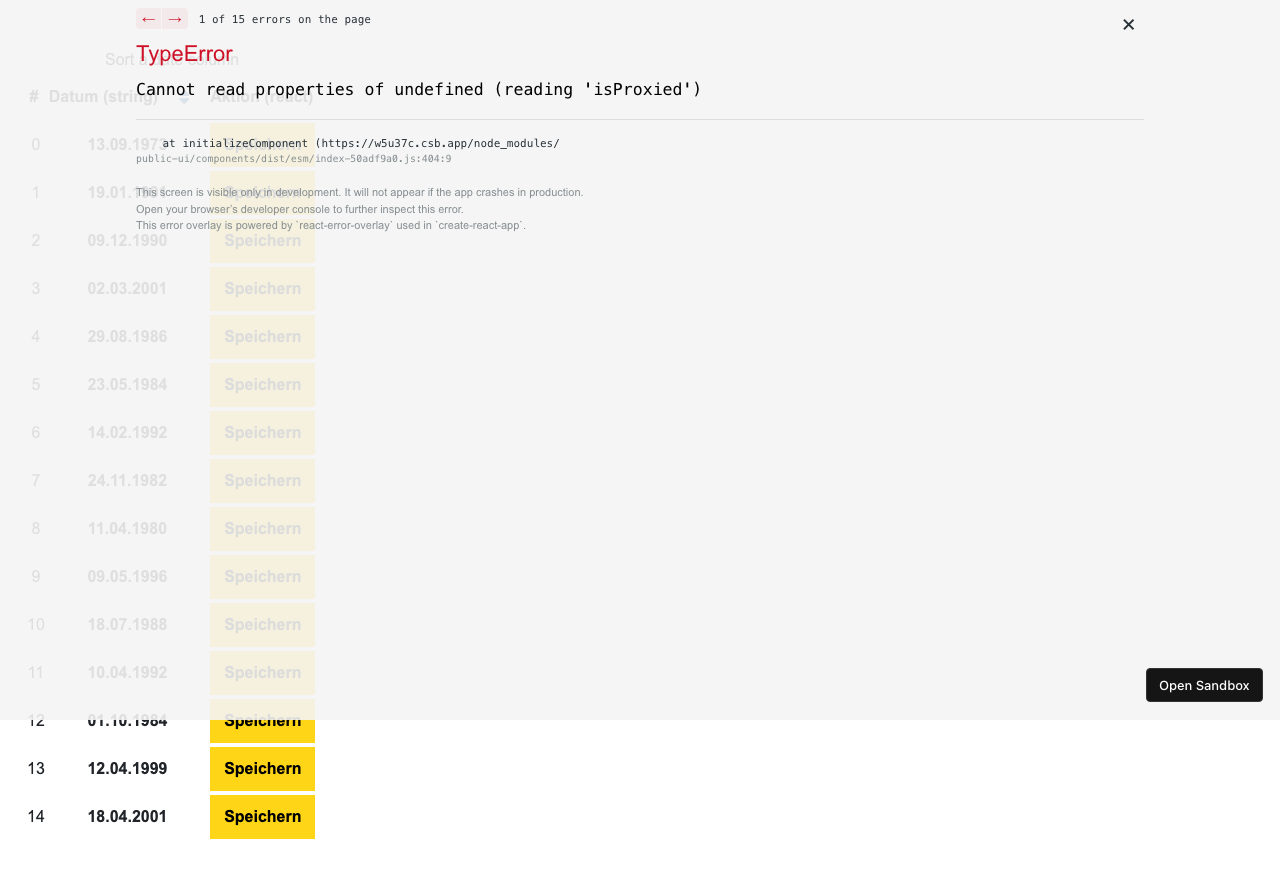 ← → 1 of 15 errors on the page
✕
TypeError
Sort a date column
Cannot read properties of undefined (reading 'isProxied')
# Datum (string) Aktion (react)
at initializeComponent (https://w5u37c.csb.app/node_modules/
public-ui/components/dist/esm/index-50adf9a0.js:404:9
0 13.09.1973 Speichern
This screen is visible only in development. It will not appear if the app crashes in production.
Open your browser’s developer console to further inspect this error.
This error overlay is powered by `react-error-overlay` used in `create-react-app`.
1 19.01. Speichern
2 09.12.1990 Speichern
3 02.03.2001 Speichern
4 29.08.1986 Speichern
5 23.05.1984 Speichern
6 14.02.1992 Speichern
7 24.11.1982 Speichern
8 11.04.1980 Speichern
9 09.05.1996 Speichern
10 18.07.1988 Speichern
11 10.04.1992 Speichern
Open Sandbox
12 01.10.1984 Speichern
13 12.04.1999 Speichern
14 18.04.2001 Speichern